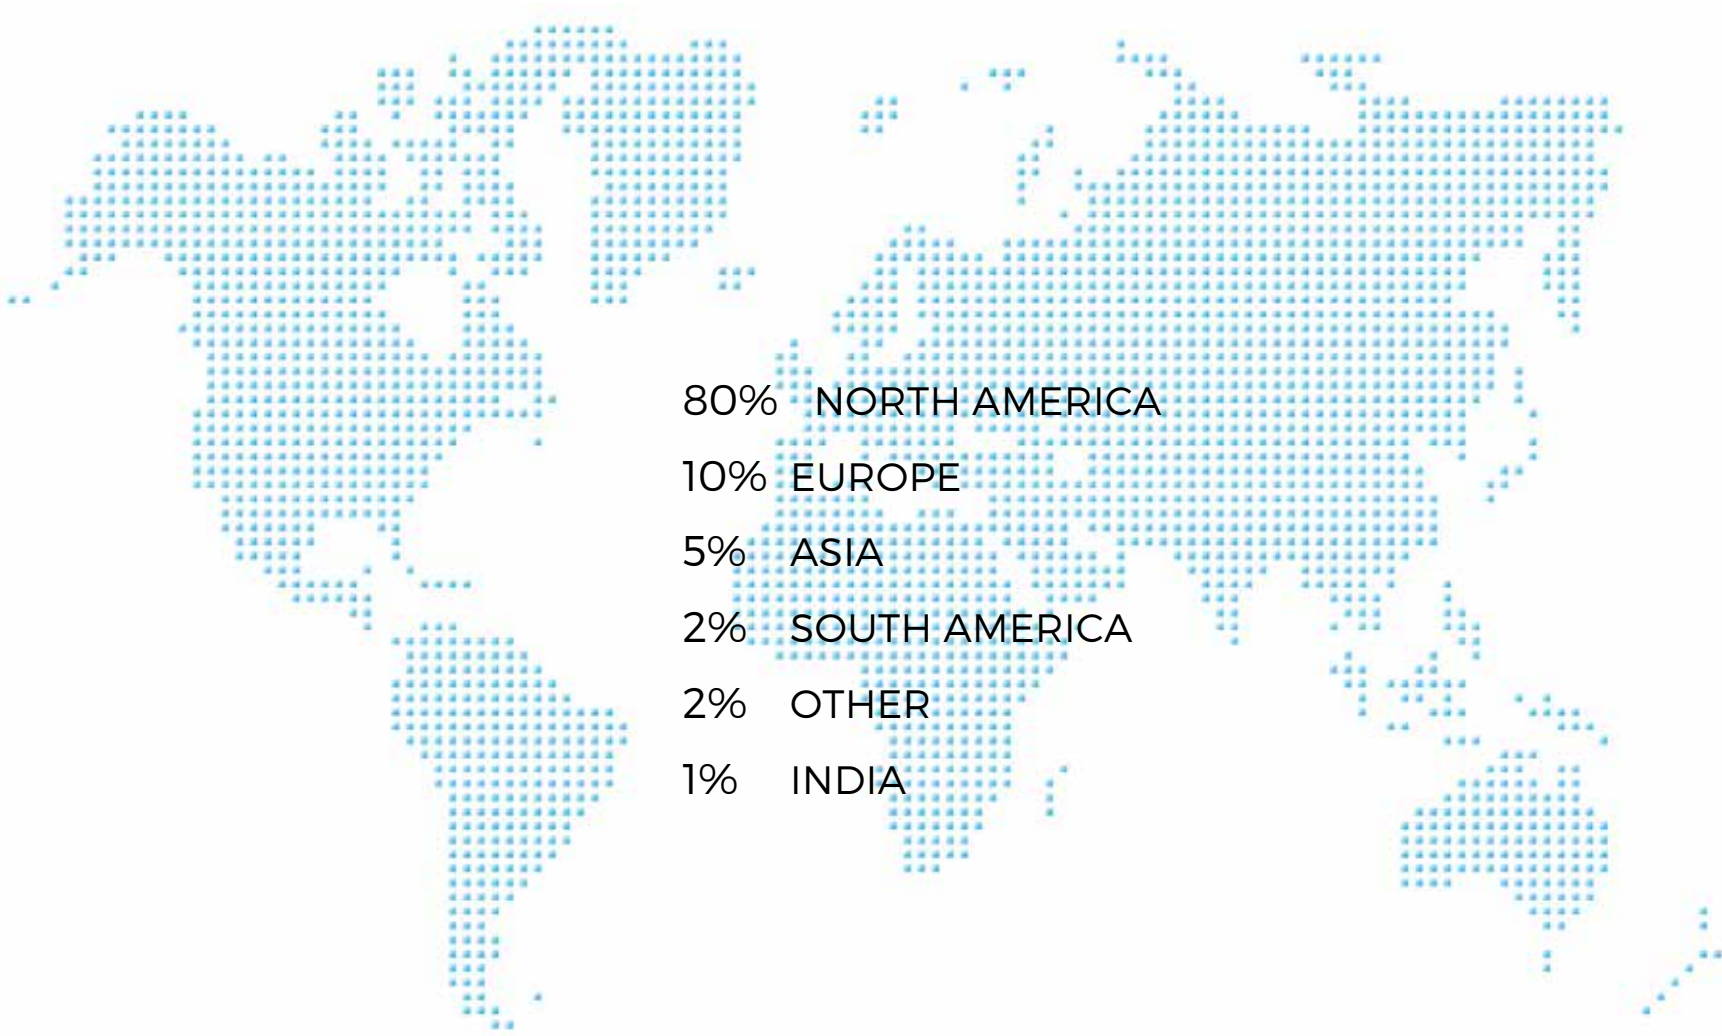 80% NORTH AMERICA
10% EUROPE
5% ASIA
2% SOUTH AMERICA
2% OTHER
1% INDIA